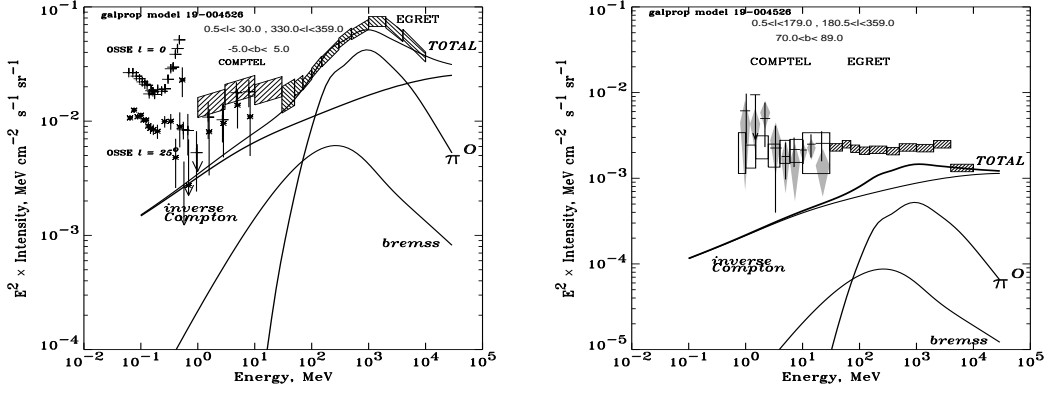 galprop model 19-004526
0.5<l< 30.0 , 330.0<l<359.0
-5.0<b< 5.0
COMPTEL
EGRET
TOTAL
OSSE l = 0
OSSE l = 25
inverse
Compton
bremss
π O
E² × Intensity, MeV cm⁻² s⁻¹ sr⁻¹
10⁻¹
10⁻²
10⁻³
10⁻⁴
10⁻² 10⁻¹ 10⁰ 10¹ 10² 10³ 10⁴ 10⁵
Energy, MeV
galprop model 19-004526
0.5<l<179.0 , 180.5<l<359.0
70.0<b< 89.0
COMPTEL EGRET
TOTAL
inverse
Compton
π O
bremss
E² × Intensity, MeV cm⁻² s⁻¹ sr⁻¹
10⁻¹
10⁻²
10⁻³
10⁻⁴
10⁻⁵
10⁻² 10⁻¹ 10⁰ 10¹ 10² 10³ 10⁴ 10⁵
Energy, MeV